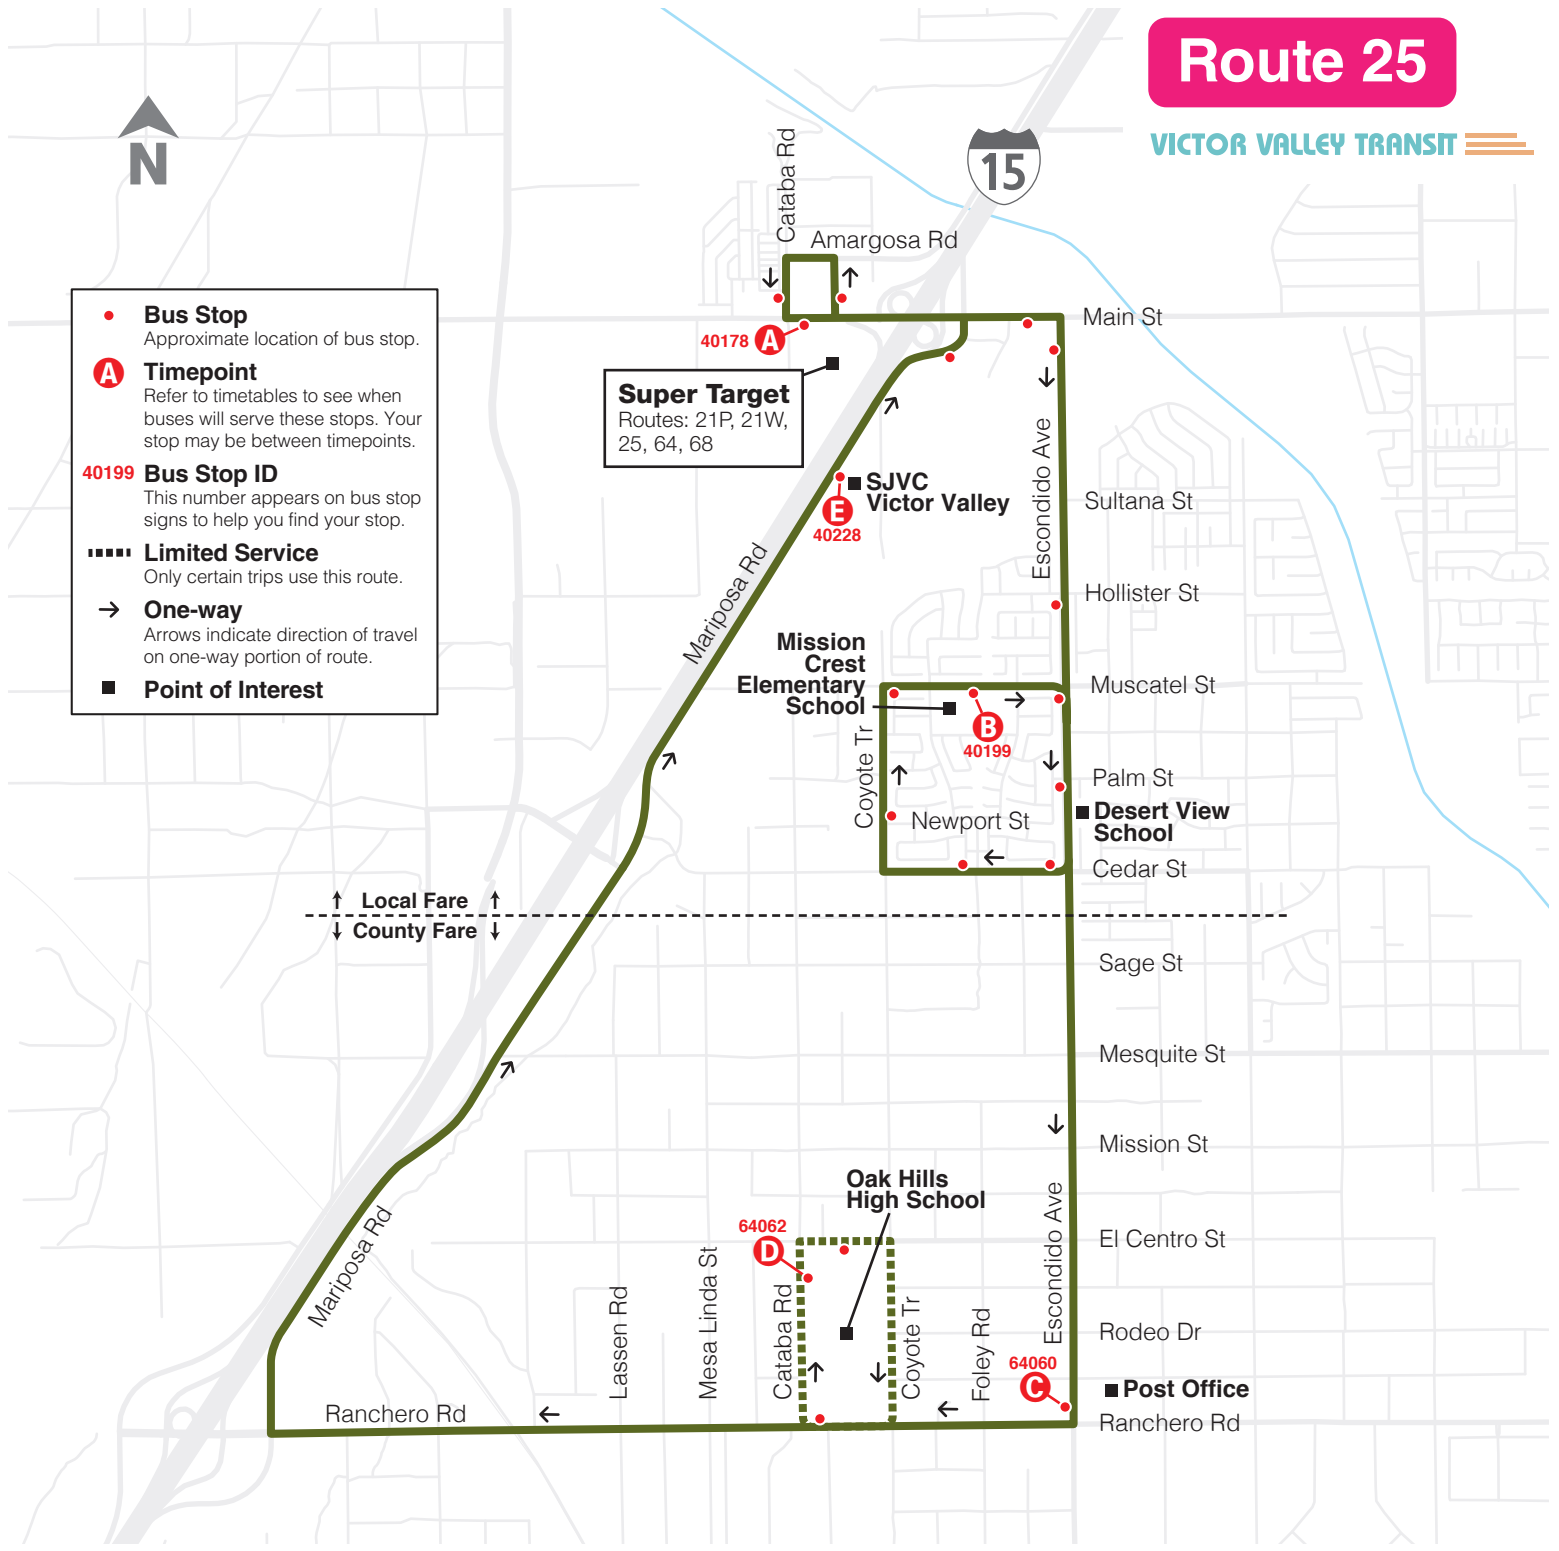 Route 25
VICTOR VALLEY TRANSIT
N
15
Cataba Rd
Amargosa Rd
Main St
Bus Stop
Approximate location of bus stop.
A
Timepoint
Refer to timetables to see when
buses will serve these stops. Your
stop may be between timepoints.
40199
Bus Stop ID
This number appears on bus stop
signs to help you find your stop.
Limited Service
Only certain trips use this route.
One-way
Arrows indicate direction of travel
on one-way portion of route.
Point of Interest
40178
A
Super Target
Routes: 21P, 21W,
25, 64, 68
SJVC
Victor Valley
E
40228
Escondido Ave
Sultana St
Mariposa Rd
Hollister St
Mission
Crest
Elementary
School
Muscatel St
B
40199
Coyote Tr
Palm St
Newport St
Desert View
School
Cedar St
Local Fare
County Fare
Sage St
Mesquite St
Mission St
Oak Hills
High School
64062
D
El Centro St
Mariposa Rd
Lassen Rd
Mesa Linda St
Cataba Rd
Coyote Tr
Foley Rd
Escondido Ave
Rodeo Dr
64060
C
Post Office
Ranchero Rd
Ranchero Rd